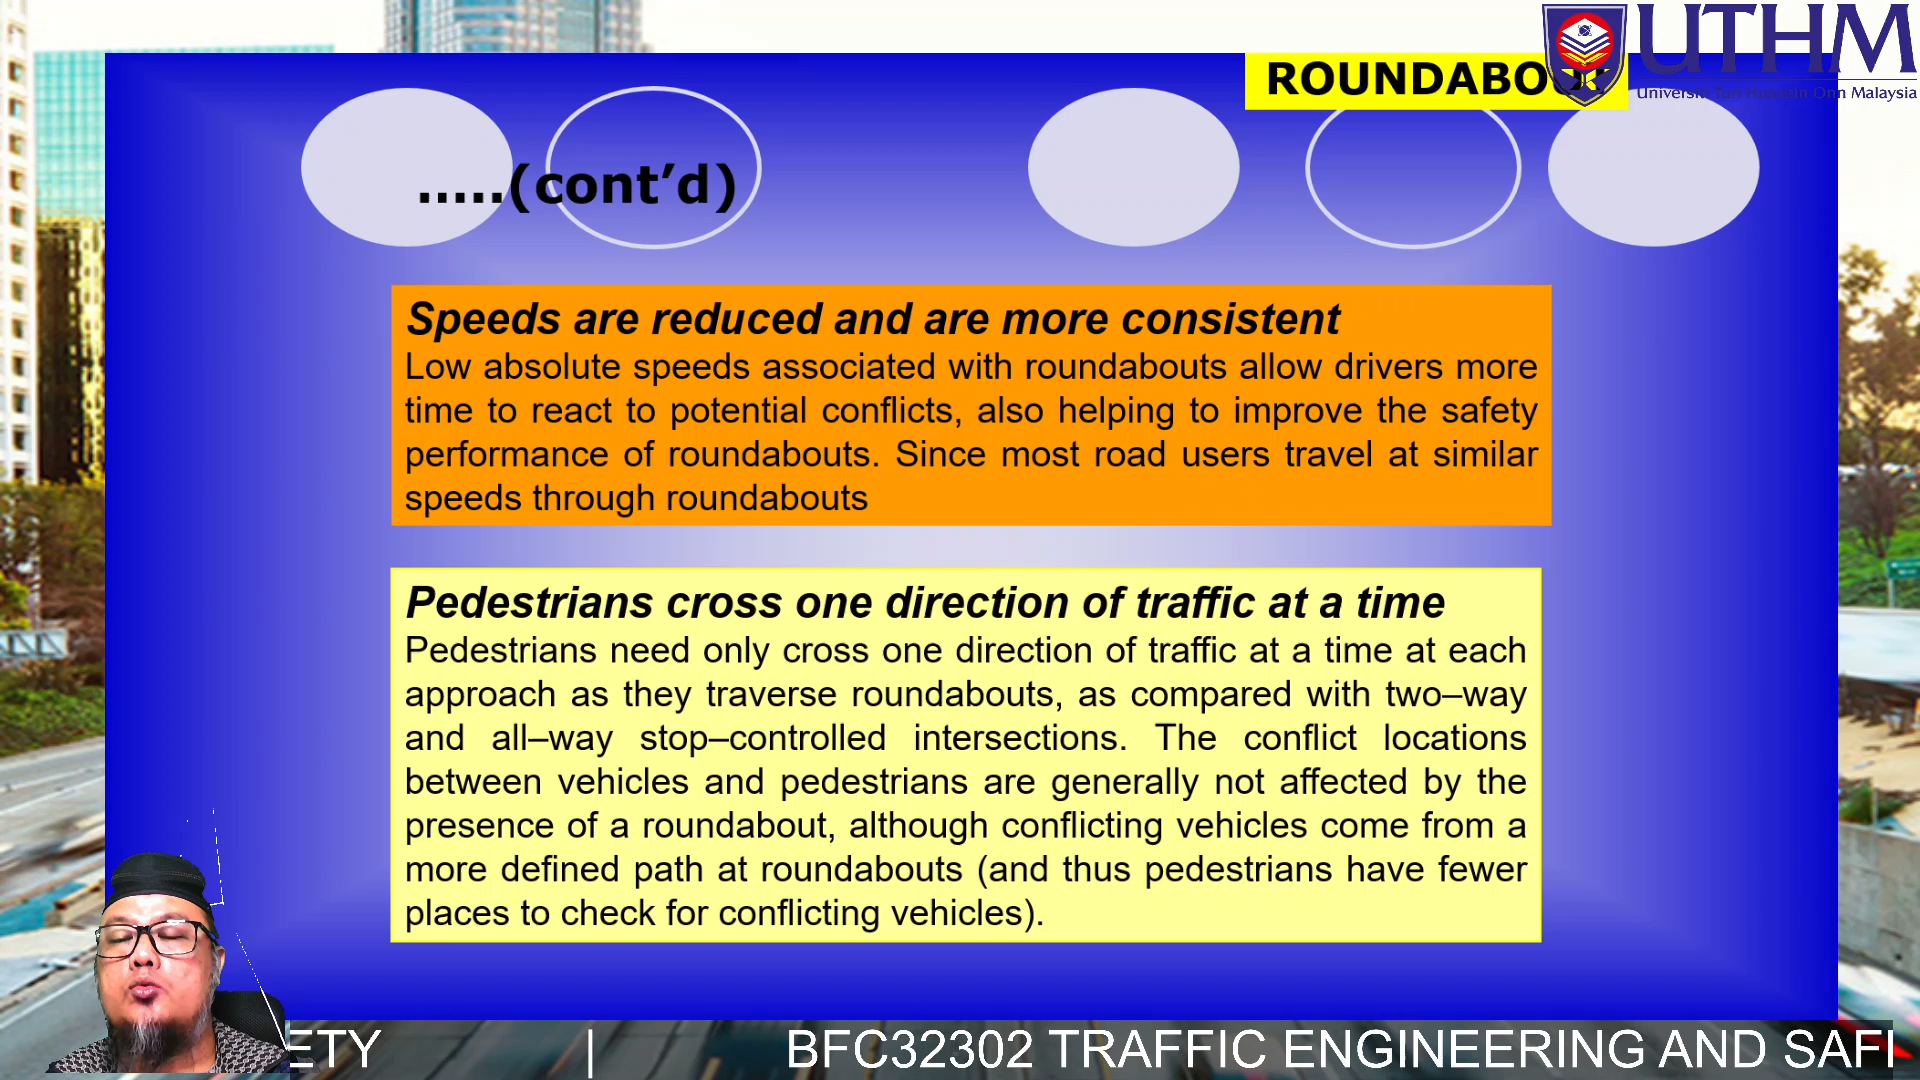 UTHM
Universiti Tun Hussein Onn Malaysia
ROUNDABOUT
.....(cont’d)
Speeds are reduced and are more consistent
Low absolute speeds associated with roundabouts allow drivers more
time to react to potential conflicts, also helping to improve the safety
performance of roundabouts. Since most road users travel at similar
speeds through roundabouts
Pedestrians cross one direction of traffic at a time
Pedestrians need only cross one direction of traffic at a time at each
approach as they traverse roundabouts, as compared with two–way
and all–way stop–controlled intersections. The conflict locations
between vehicles and pedestrians are generally not affected by the
presence of a roundabout, although conflicting vehicles come from a
more defined path at roundabouts (and thus pedestrians have fewer
places to check for conflicting vehicles).
ETY | BFC32302 TRAFFIC ENGINEERING AND SAF